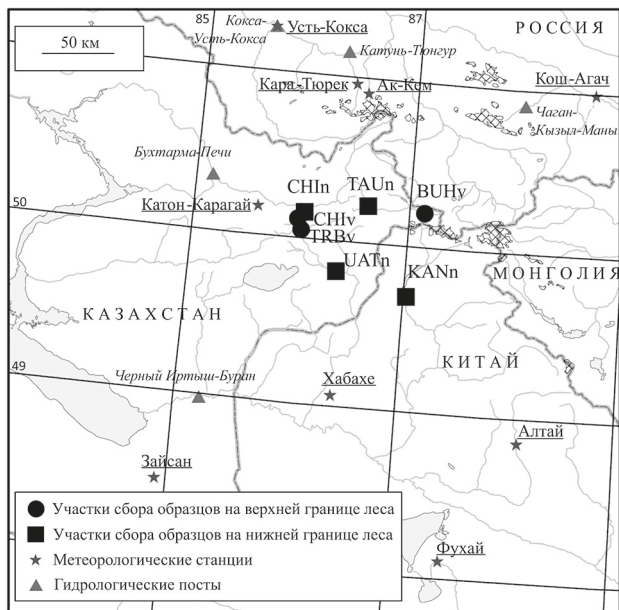 85
87
50 км
Кокса-
Усть-Кокса
Усть-Кокса
РОССИЯ
Катунь-Тюнгур
Кара-Тюрек
Ак-Кем
Кош-Агач
Чаган-
Кызыл-Маны
Бухтарма-Печи
CHIn
TAUn
BUHv
Катон-Карагай
50
CHIv
TRBv
UATn
KANn
МОНГОЛИЯ
КАЗАХСТАН
КИТАЙ
49
Черный Иртыш-Буран
Хабахе
Алтай
Зайсан
Участки сбора образцов на верхней границе леса
Участки сбора образцов на нижней границе леса
Метеорологические станции
Гидрологические посты
Фухай